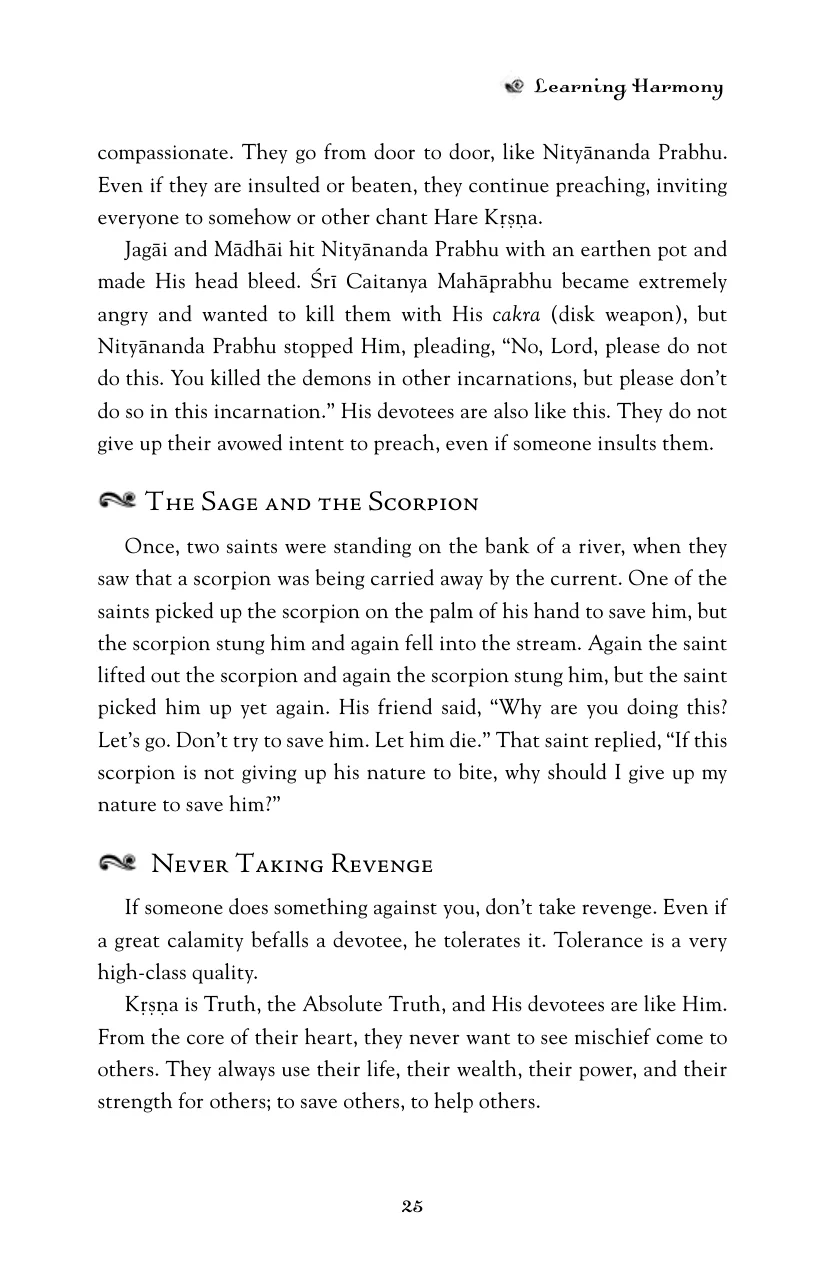 Learning Harmony
compassionate. They go from door to door, like Nityānanda Prabhu.
Even if they are insulted or beaten, they continue preaching, inviting
everyone to somehow or other chant Hare Kṛṣṇa.
Jagāi and Mādhāi hit Nityānanda Prabhu with an earthen pot and
made His head bleed. Śrī Caitanya Mahāprabhu became extremely
angry and wanted to kill them with His cakra (disk weapon), but
Nityānanda Prabhu stopped Him, pleading, “No, Lord, please do not
do this. You killed the demons in other incarnations, but please don’t
do so in this incarnation.” His devotees are also like this. They do not
give up their avowed intent to preach, even if someone insults them.
The Sage and the Scorpion
Once, two saints were standing on the bank of a river, when they
saw that a scorpion was being carried away by the current. One of the
saints picked up the scorpion on the palm of his hand to save him, but
the scorpion stung him and again fell into the stream. Again the saint
lifted out the scorpion and again the scorpion stung him, but the saint
picked him up yet again. His friend said, “Why are you doing this?
Let’s go. Don’t try to save him. Let him die.” That saint replied, “If this
scorpion is not giving up his nature to bite, why should I give up my
nature to save him?”
Never Taking Revenge
If someone does something against you, don’t take revenge. Even if
a great calamity befalls a devotee, he tolerates it. Tolerance is a very
high-class quality.
Kṛṣṇa is Truth, the Absolute Truth, and His devotees are like Him.
From the core of their heart, they never want to see mischief come to
others. They always use their life, their wealth, their power, and their
strength for others; to save others, to help others.
25